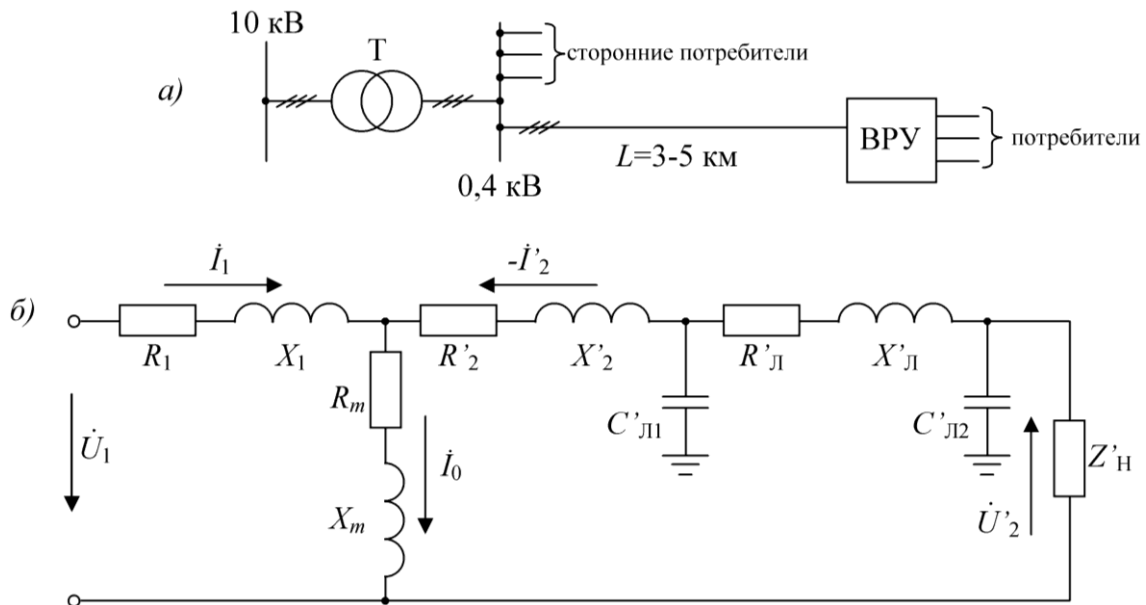 10 кВ
Т
сторонние потребители
а)
ВРУ
потребители
L=3-5 км
0,4 кВ
İ1
-İ’2
б)
R1
X1
R’2
X’2
R’Л
X’Л
Rm
C’Л1
C’Л2
Z’Н
U̇1
İ0
Xm
U̇’2